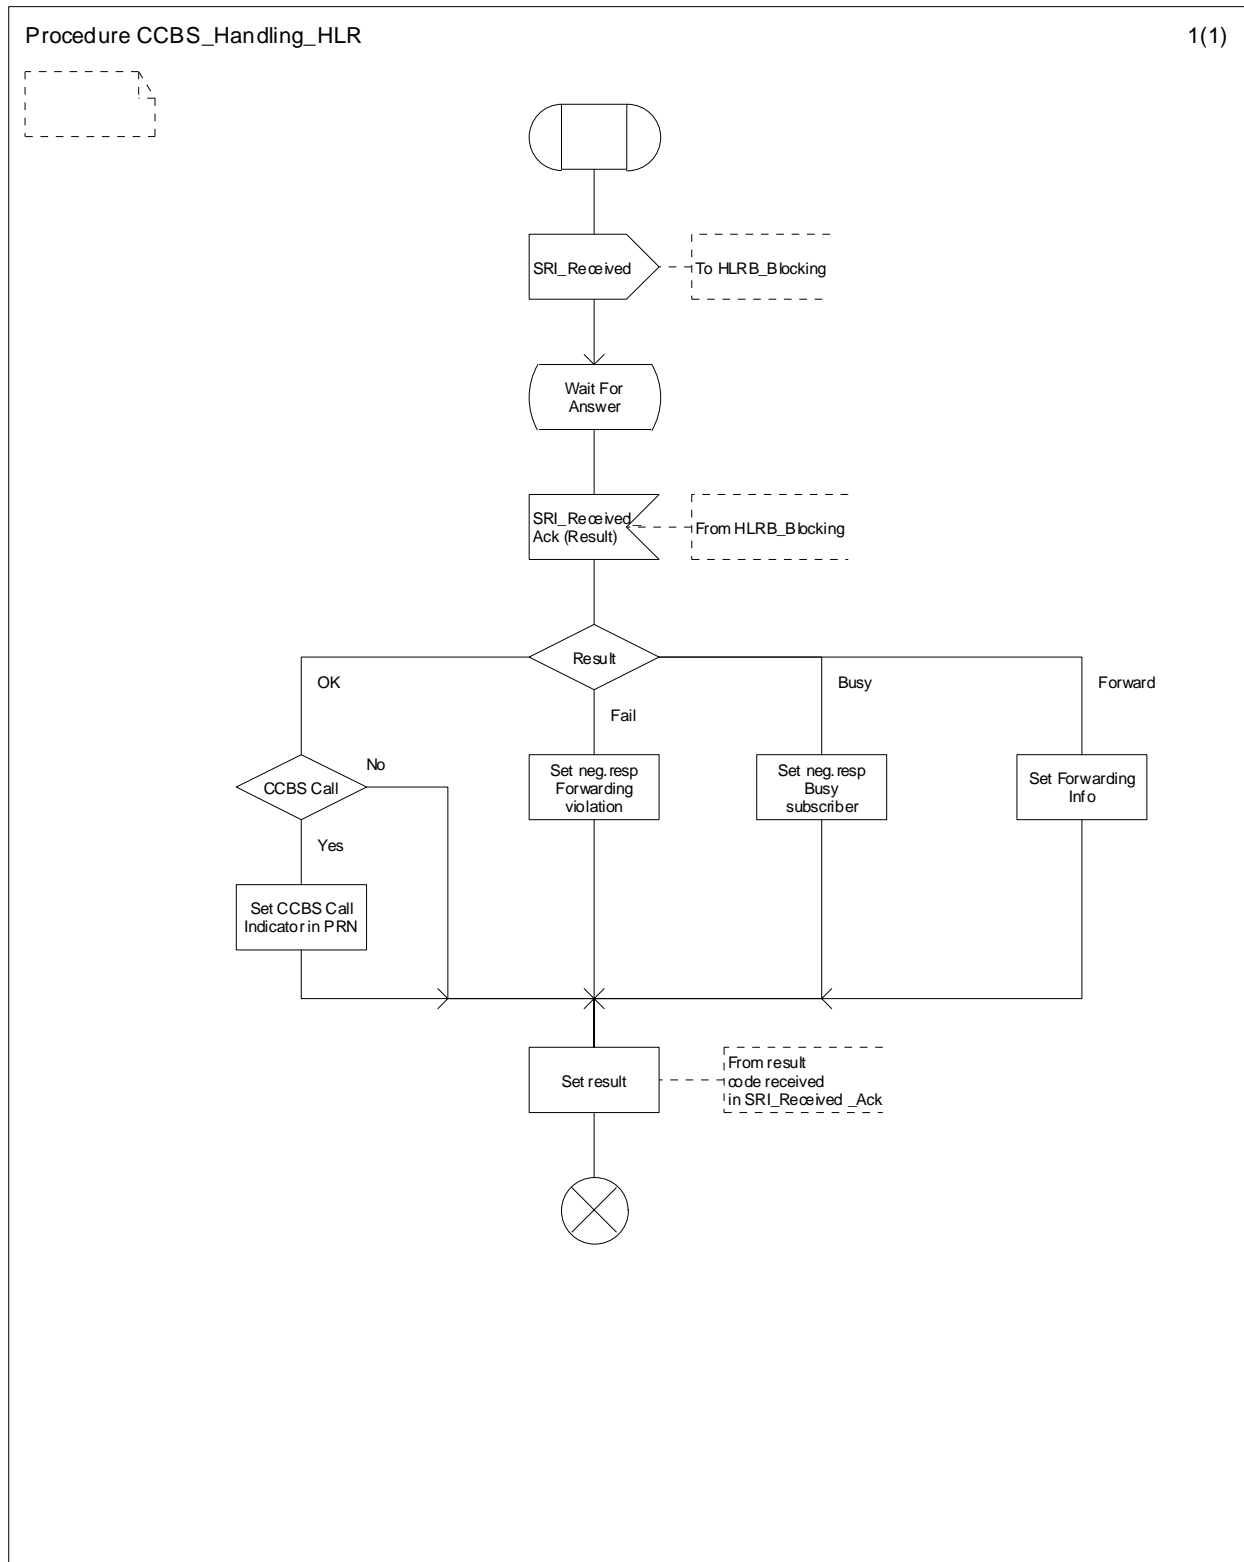 Procedure CCBS_Handling_HLR
1(1)
SRI_Received
To HLRB_Blocking
Wait For
Answer
SRI_Received_
Ack (Result)
From HLRB_Blocking
Result
OK
Busy
Forward
Fail
CCBS Call
No
Set neg.resp
Forwarding
violation
Set neg.resp
Busy
subscriber
Set Forwarding
Info
Yes
Set CCBS Call
Indicator in PRN
Set result
From result
code received
in SRI_Received _Ack